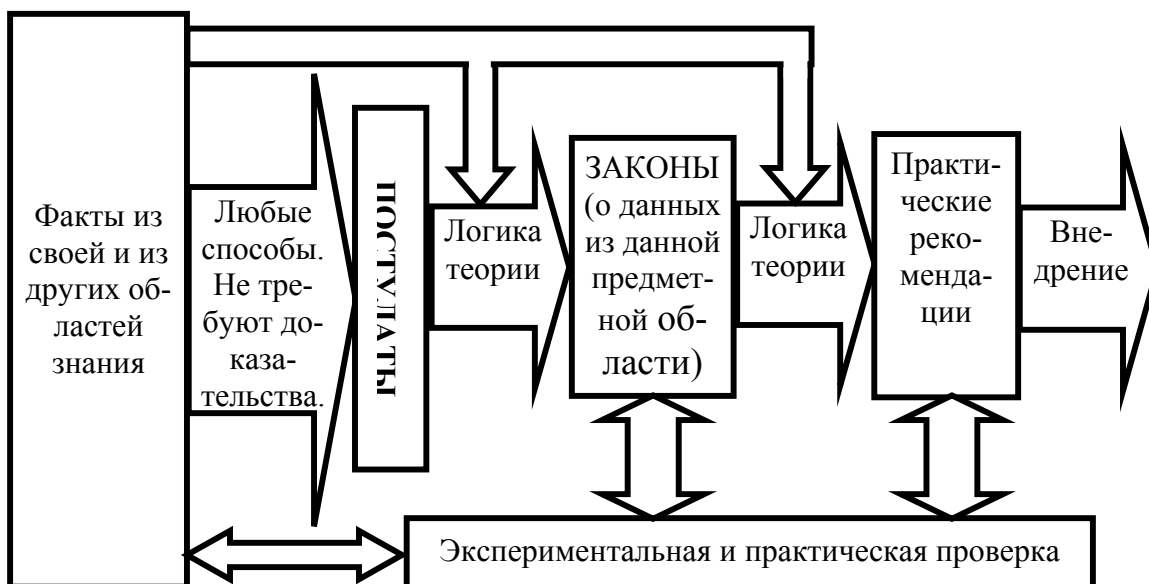 Факты из
своей и из
других об-
ластей
знания
Любые
способы.
Не тре-
буют до-
каза-
тельства.
ПОСТУЛАТЫ
Логика
теории
ЗАКОНЫ
(о данных
из данной
предмет-
ной об-
ласти)
Логика
теории
Практи-
ческие
реко-
менда-
ции
Вне-
дрение
Экспериментальная и практическая проверка